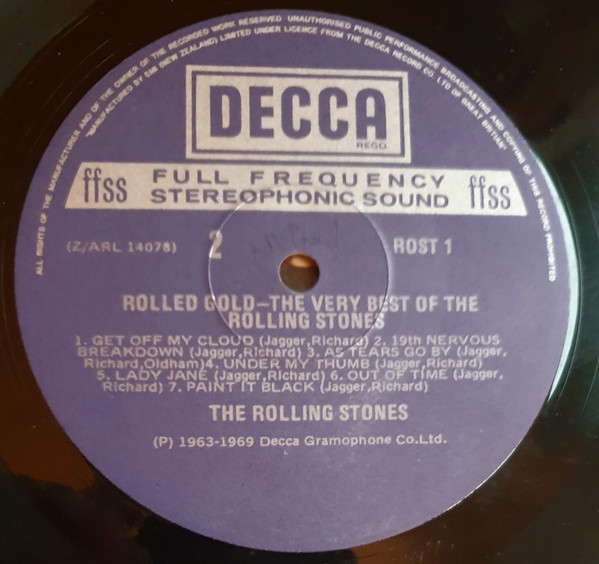 ALL RIGHTS OF THE MANUFACTURER AND OF THE OWNER OF THE RECORDED WORK RESERVED · UNAUTHORISED PUBLIC PERFORMANCE BROADCASTING AND COPYING OF THIS RECORD PROHIBITED
"MANUFACTURED BY EMI (NEW ZEALAND) LIMITED UNDER LICENCE FROM THE DECCA RECORD CO. LTD OF GREAT BRITIAN"
DECCA
REGD
ffss FULL FREQUENCY STEREOPHONIC SOUND ffss
(Z/ARL 14078) 2 ROST 1
ROLLED GOLD—THE VERY BEST OF THE
ROLLING STONES
1. GET OFF MY CLOUD (Jagger,Richard) 2. 19th NERVOUS
BREAKDOWN (Jagger,Richard) 3. AS TEARS GO BY (Jagger,
Richard,Oldham)4. UNDER MY THUMB (Jagger,Richard)
5. LADY JANE (Jagger,Richard) 6. OUT OF TIME (Jagger,
Richard) 7. PAINT IT BLACK (Jagger,Richard)
THE ROLLING STONES
(P) 1963-1969 Decca Gramophone Co.Ltd.